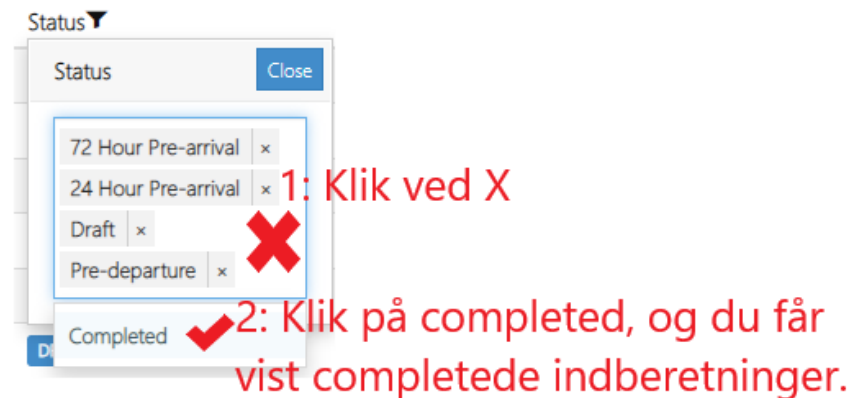 Status
Status Close
72 Hour Pre-arrival ×
24 Hour Pre-arrival × 1: Klik ved X
Draft ×
Pre-departure ×
2: Klik på completed, og du får
Completed
vist completede indberetninger.